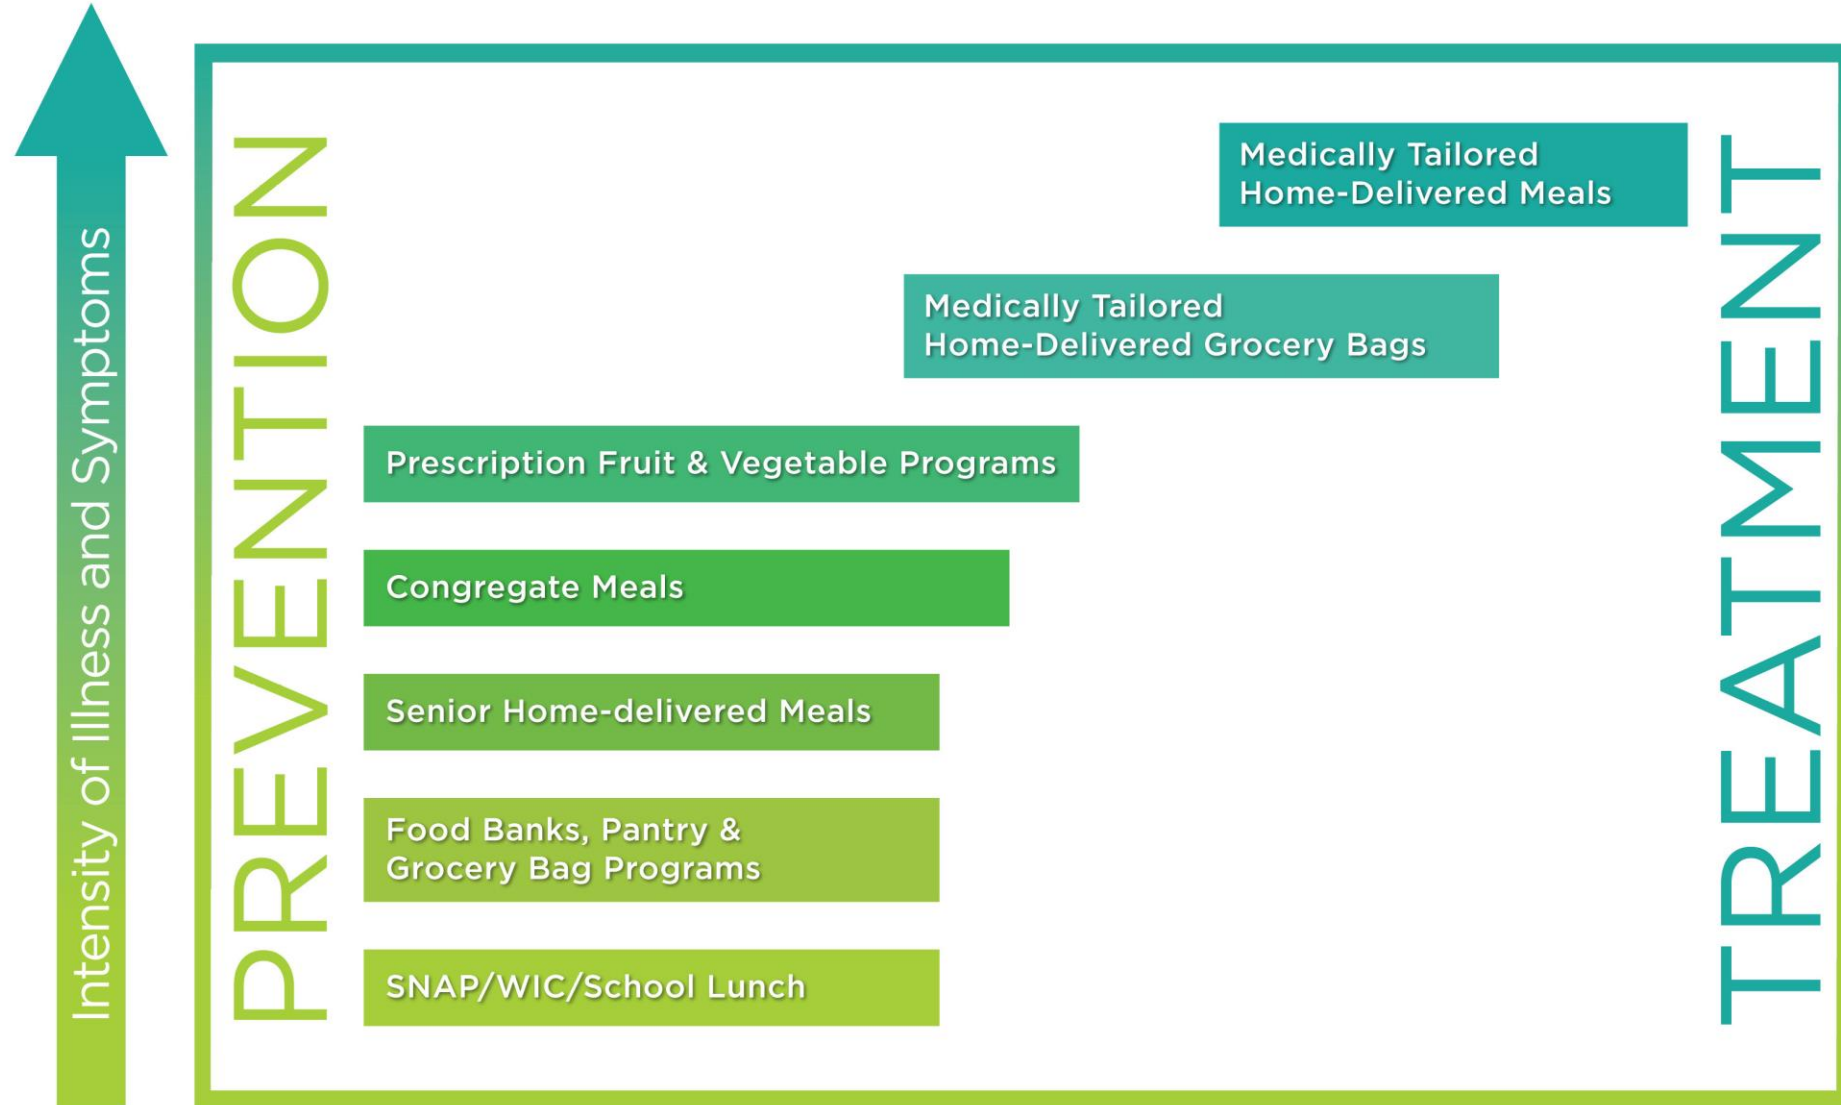 Intensity of Illness and Symptoms
PREVENTION
Medically Tailored
Home-Delivered Meals
Medically Tailored
Home-Delivered Grocery Bags
Prescription Fruit & Vegetable Programs
Congregate Meals
Senior Home-delivered Meals
Food Banks, Pantry &
Grocery Bag Programs
SNAP/WIC/School Lunch
TREATMENT